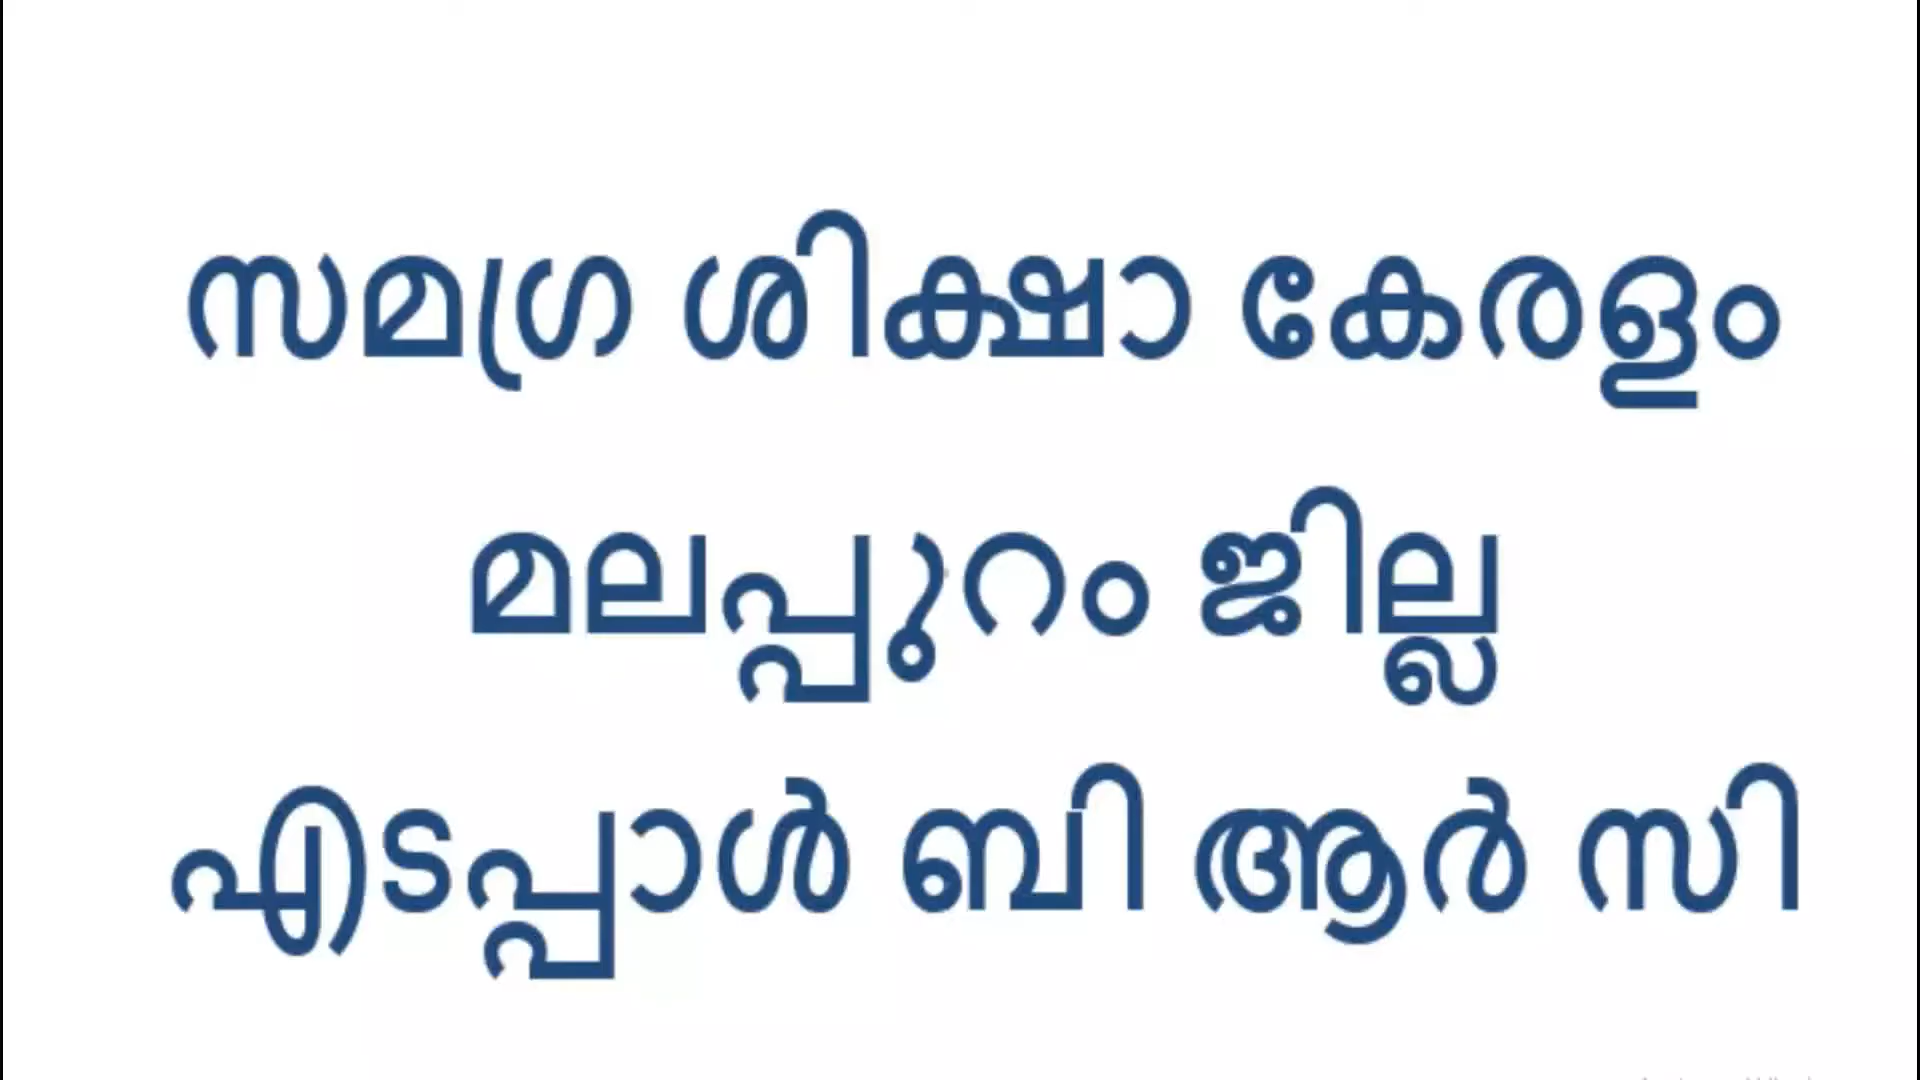 സമഗ്ര ശിക്ഷാ കേരളം
മലപ്പുറം ജില്ല
എടപ്പാൾ ബി ആർ സി